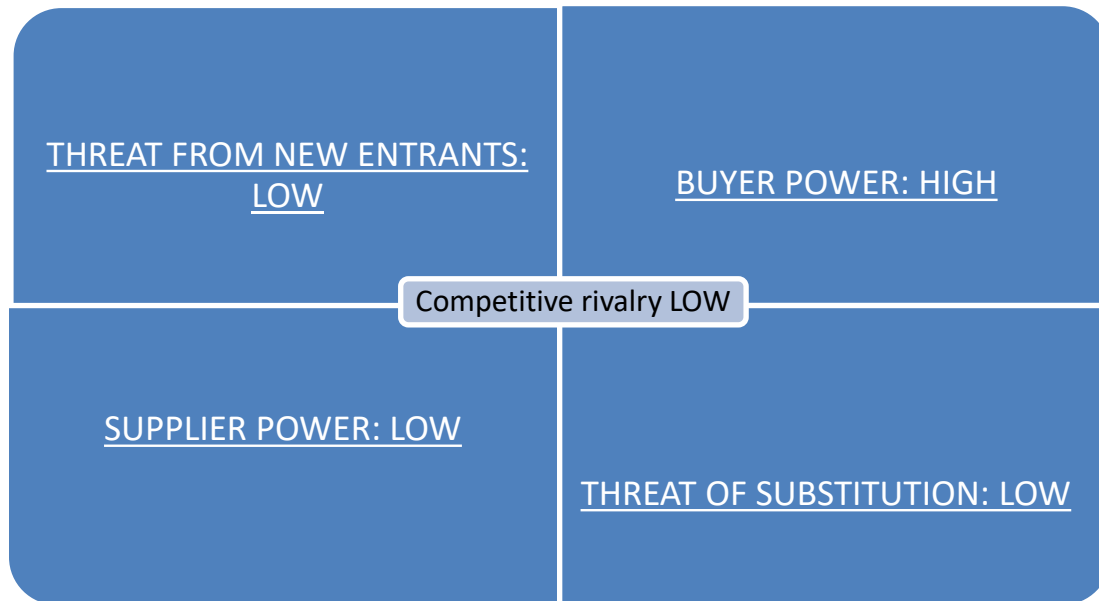 THREAT FROM NEW ENTRANTS:
LOW
BUYER POWER: HIGH
Competitive rivalry LOW
SUPPLIER POWER: LOW
THREAT OF SUBSTITUTION: LOW